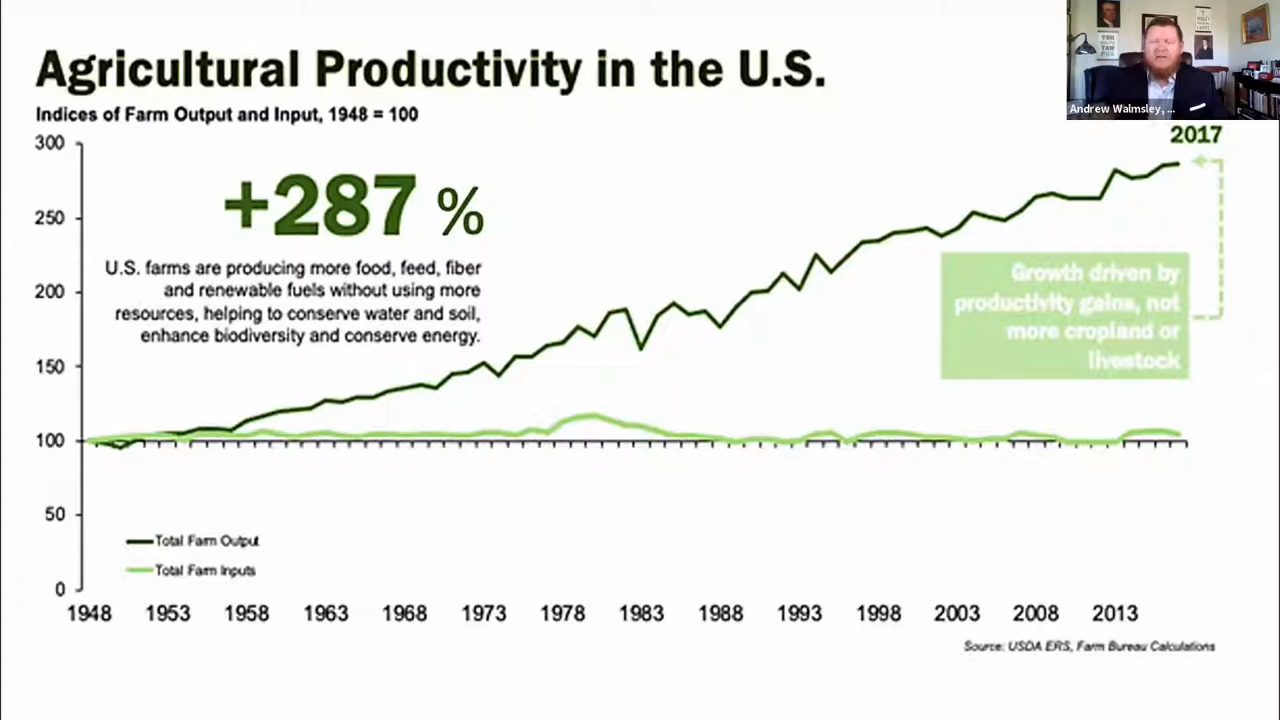 Agricultural Productivity in the U.S.
Indices of Farm Output and Input, 1948 = 100
Andrew Walmsley, ...
2017
300
250
200
150
100
50
0
+287 %
U.S. farms are producing more food, feed, fiber
and renewable fuels without using more
resources, helping to conserve water and soil,
enhance biodiversity and conserve energy.
Growth driven by
productivity gains, not
more cropland or
livestock
Total Farm Output
Total Farm Inputs
1948 1953 1958 1963 1968 1973 1978 1983 1988 1993 1998 2003 2008 2013
Source: USDA ERS, Farm Bureau Calculations